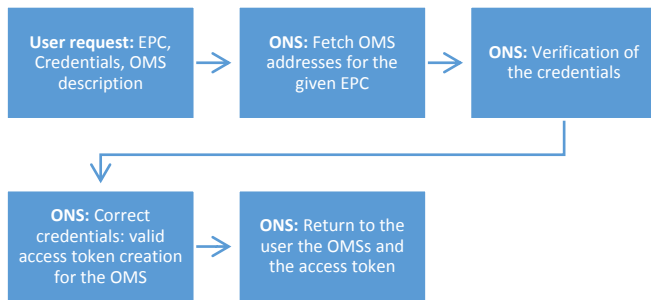 User request: EPC,
Credentials, OMS
description
ONS: Fetch OMS
addresses for the
given EPC
ONS: Verification of
the credentials
ONS: Correct
credentials: valid
access token creation
for the OMS
ONS: Return to the
user the OMSs and
the access token